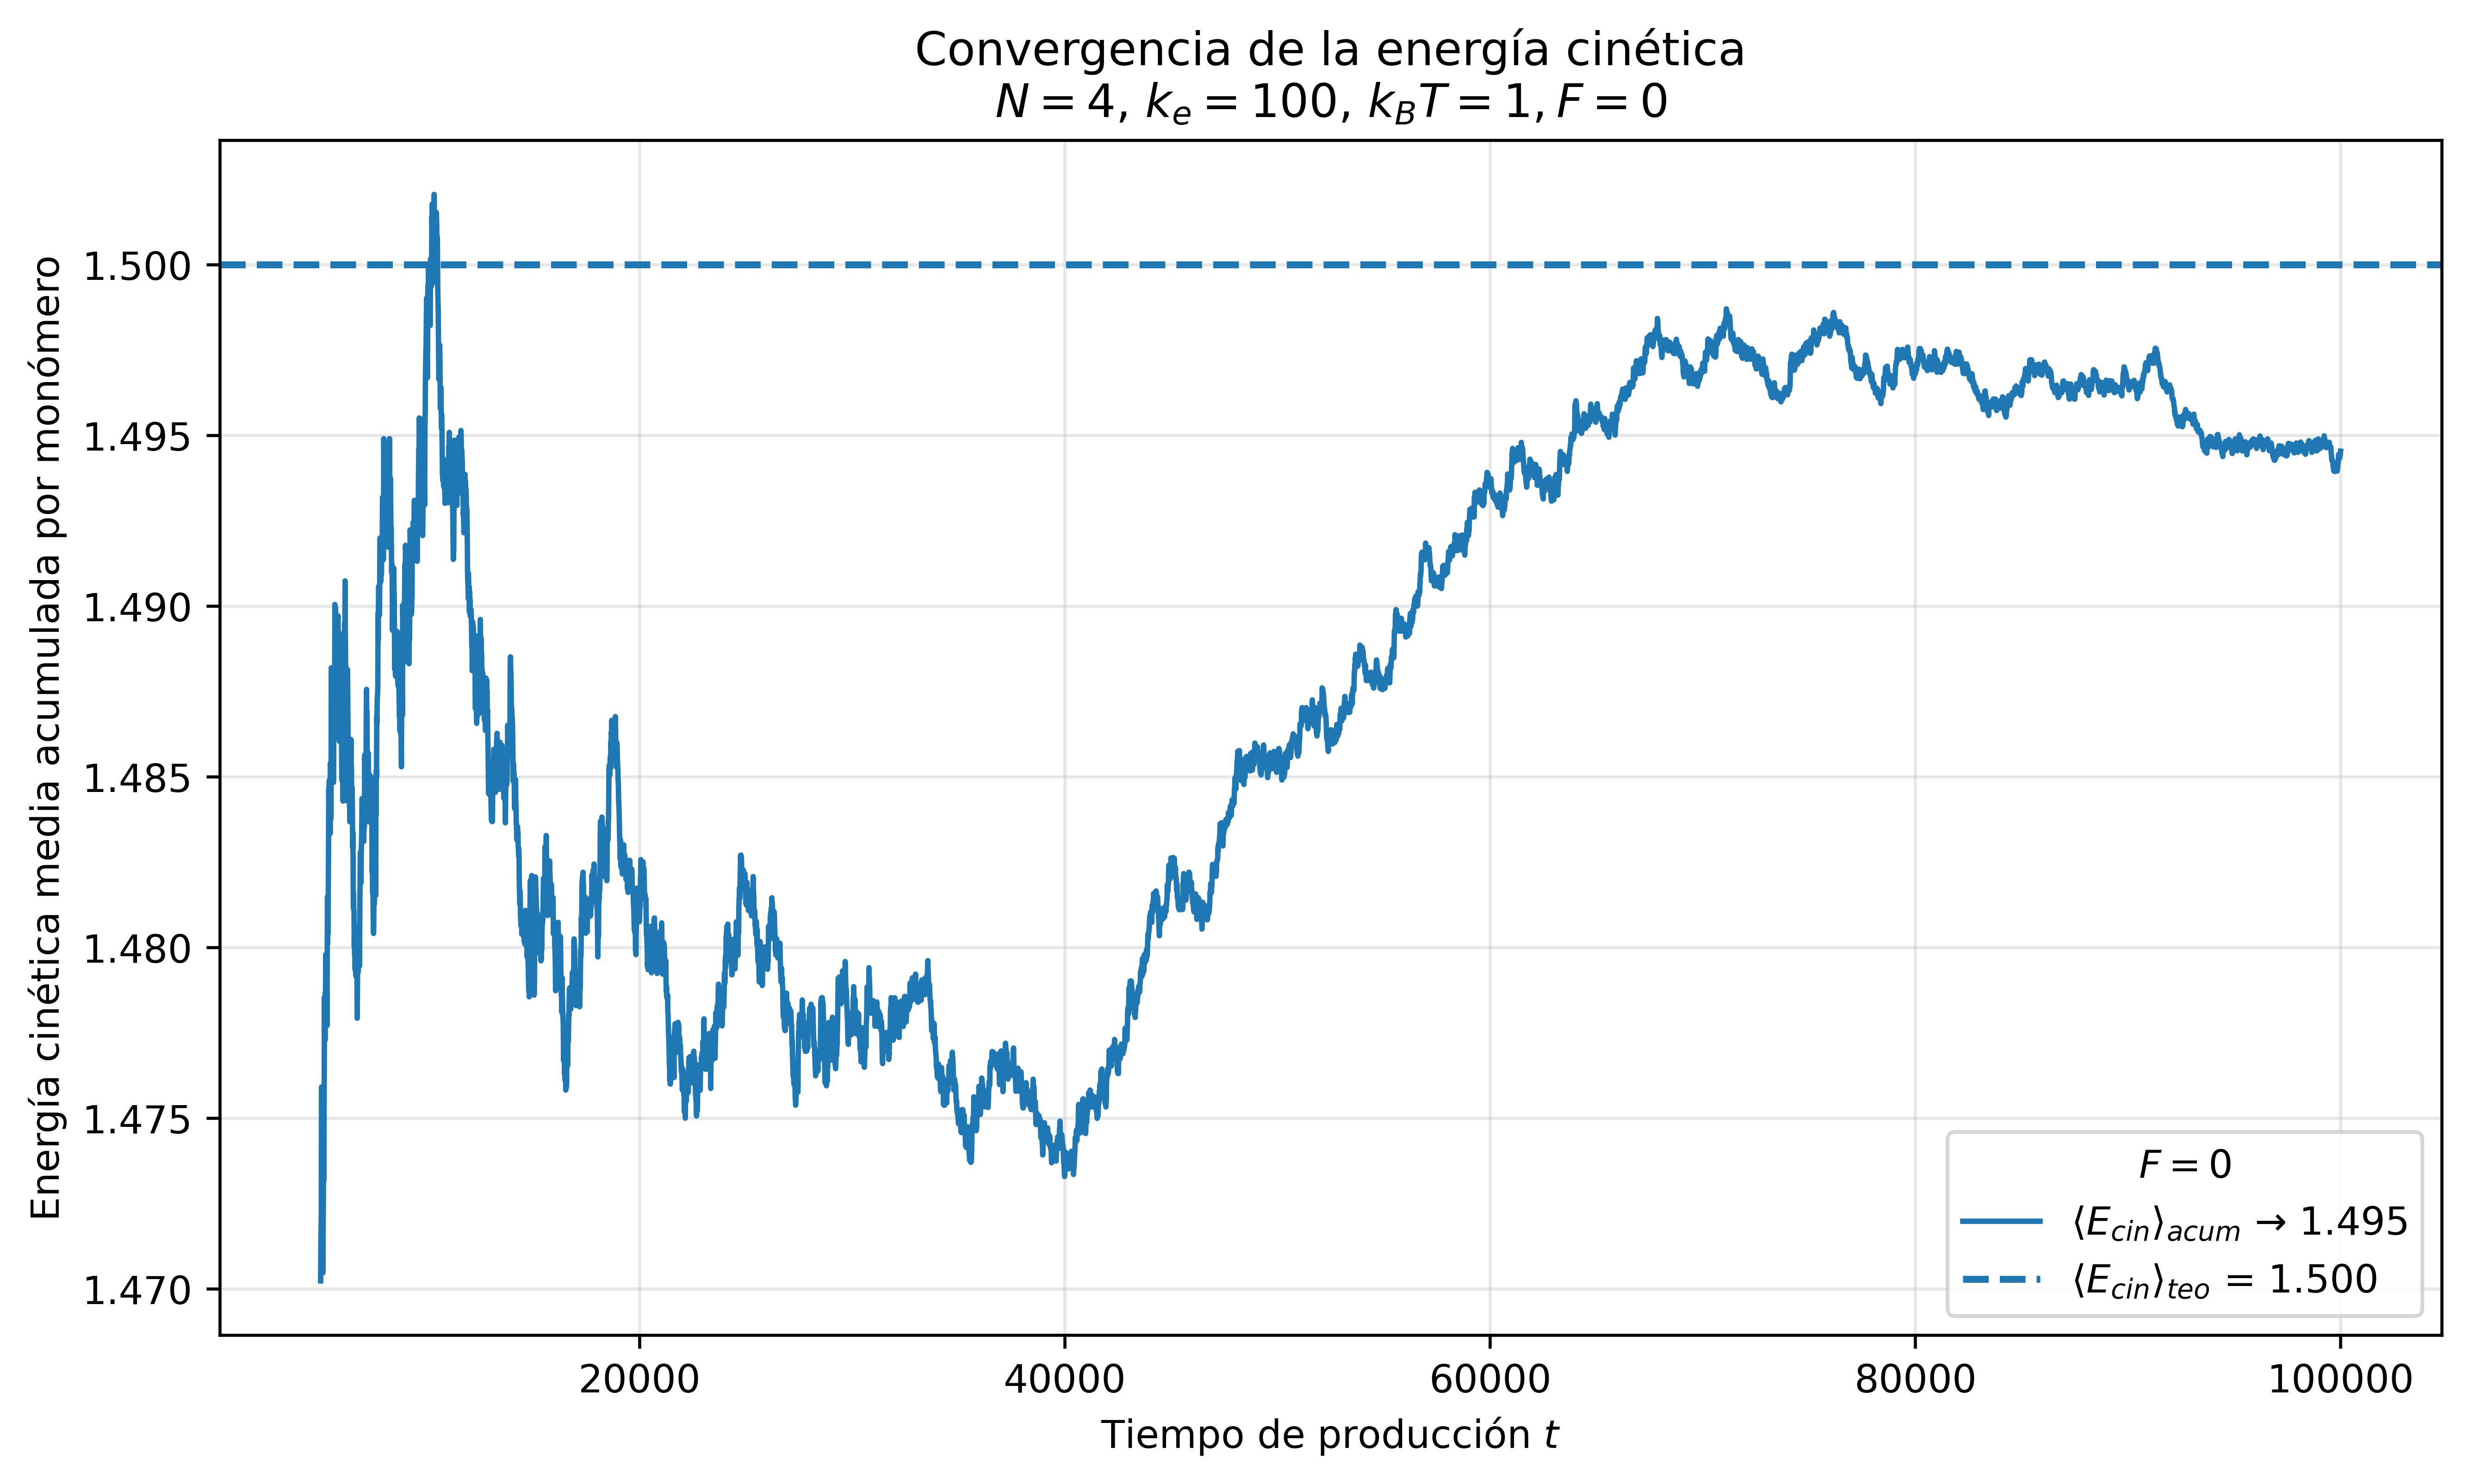 Convergencia de la energía cinética
N = 4, k_e = 100, k_BT = 1, F = 0
Energía cinética media acumulada por monómero
1.500
1.495
1.490
1.485
1.480
1.475
1.470
F = 0
⟨E_cin⟩_acum → 1.495
⟨E_cin⟩_teo = 1.500
20000
40000
60000
80000
100000
Tiempo de producción t